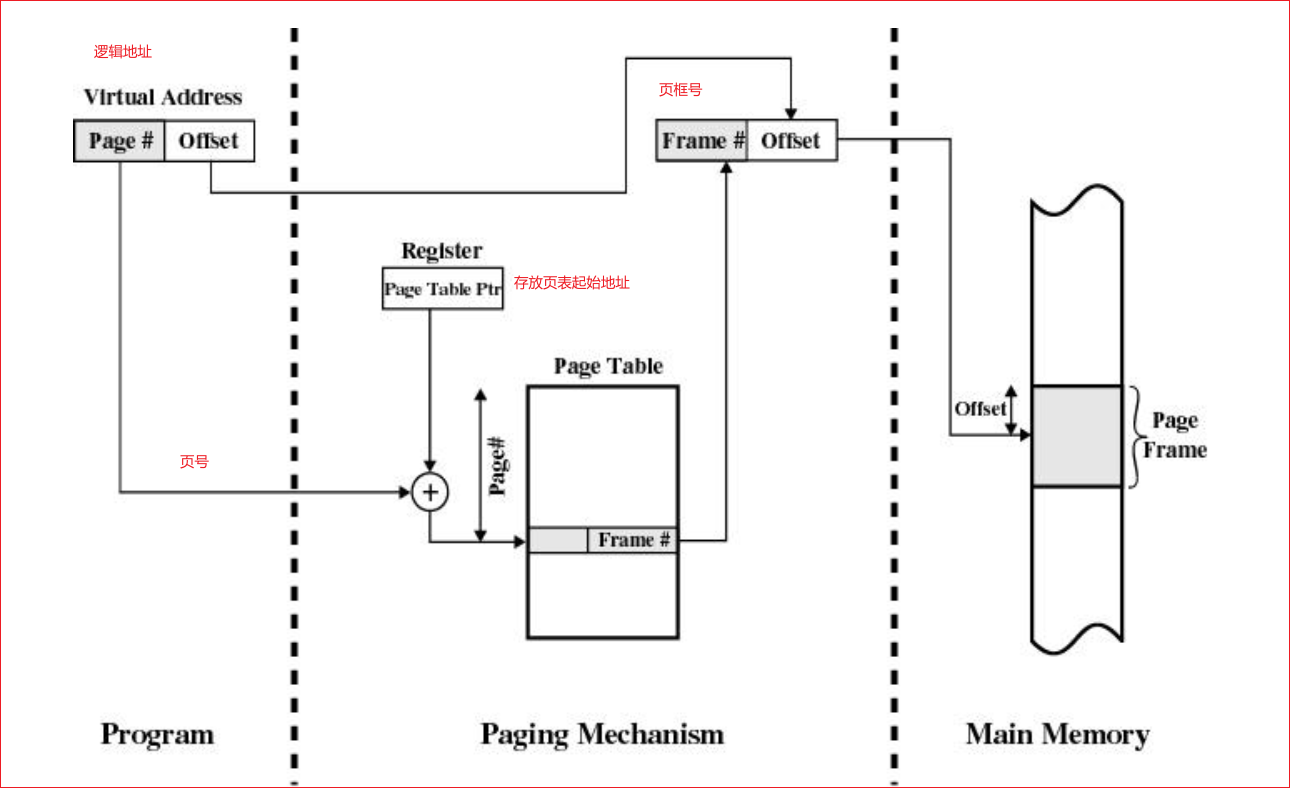 逻辑地址
Virtual Address
Page #
Offset
页框号
Frame #
Offset
Register
Page Table Ptr
存放页表起始地址
Page Table
Page#
Frame #
页号
Offset
Page
Frame
Program
Paging Mechanism
Main Memory